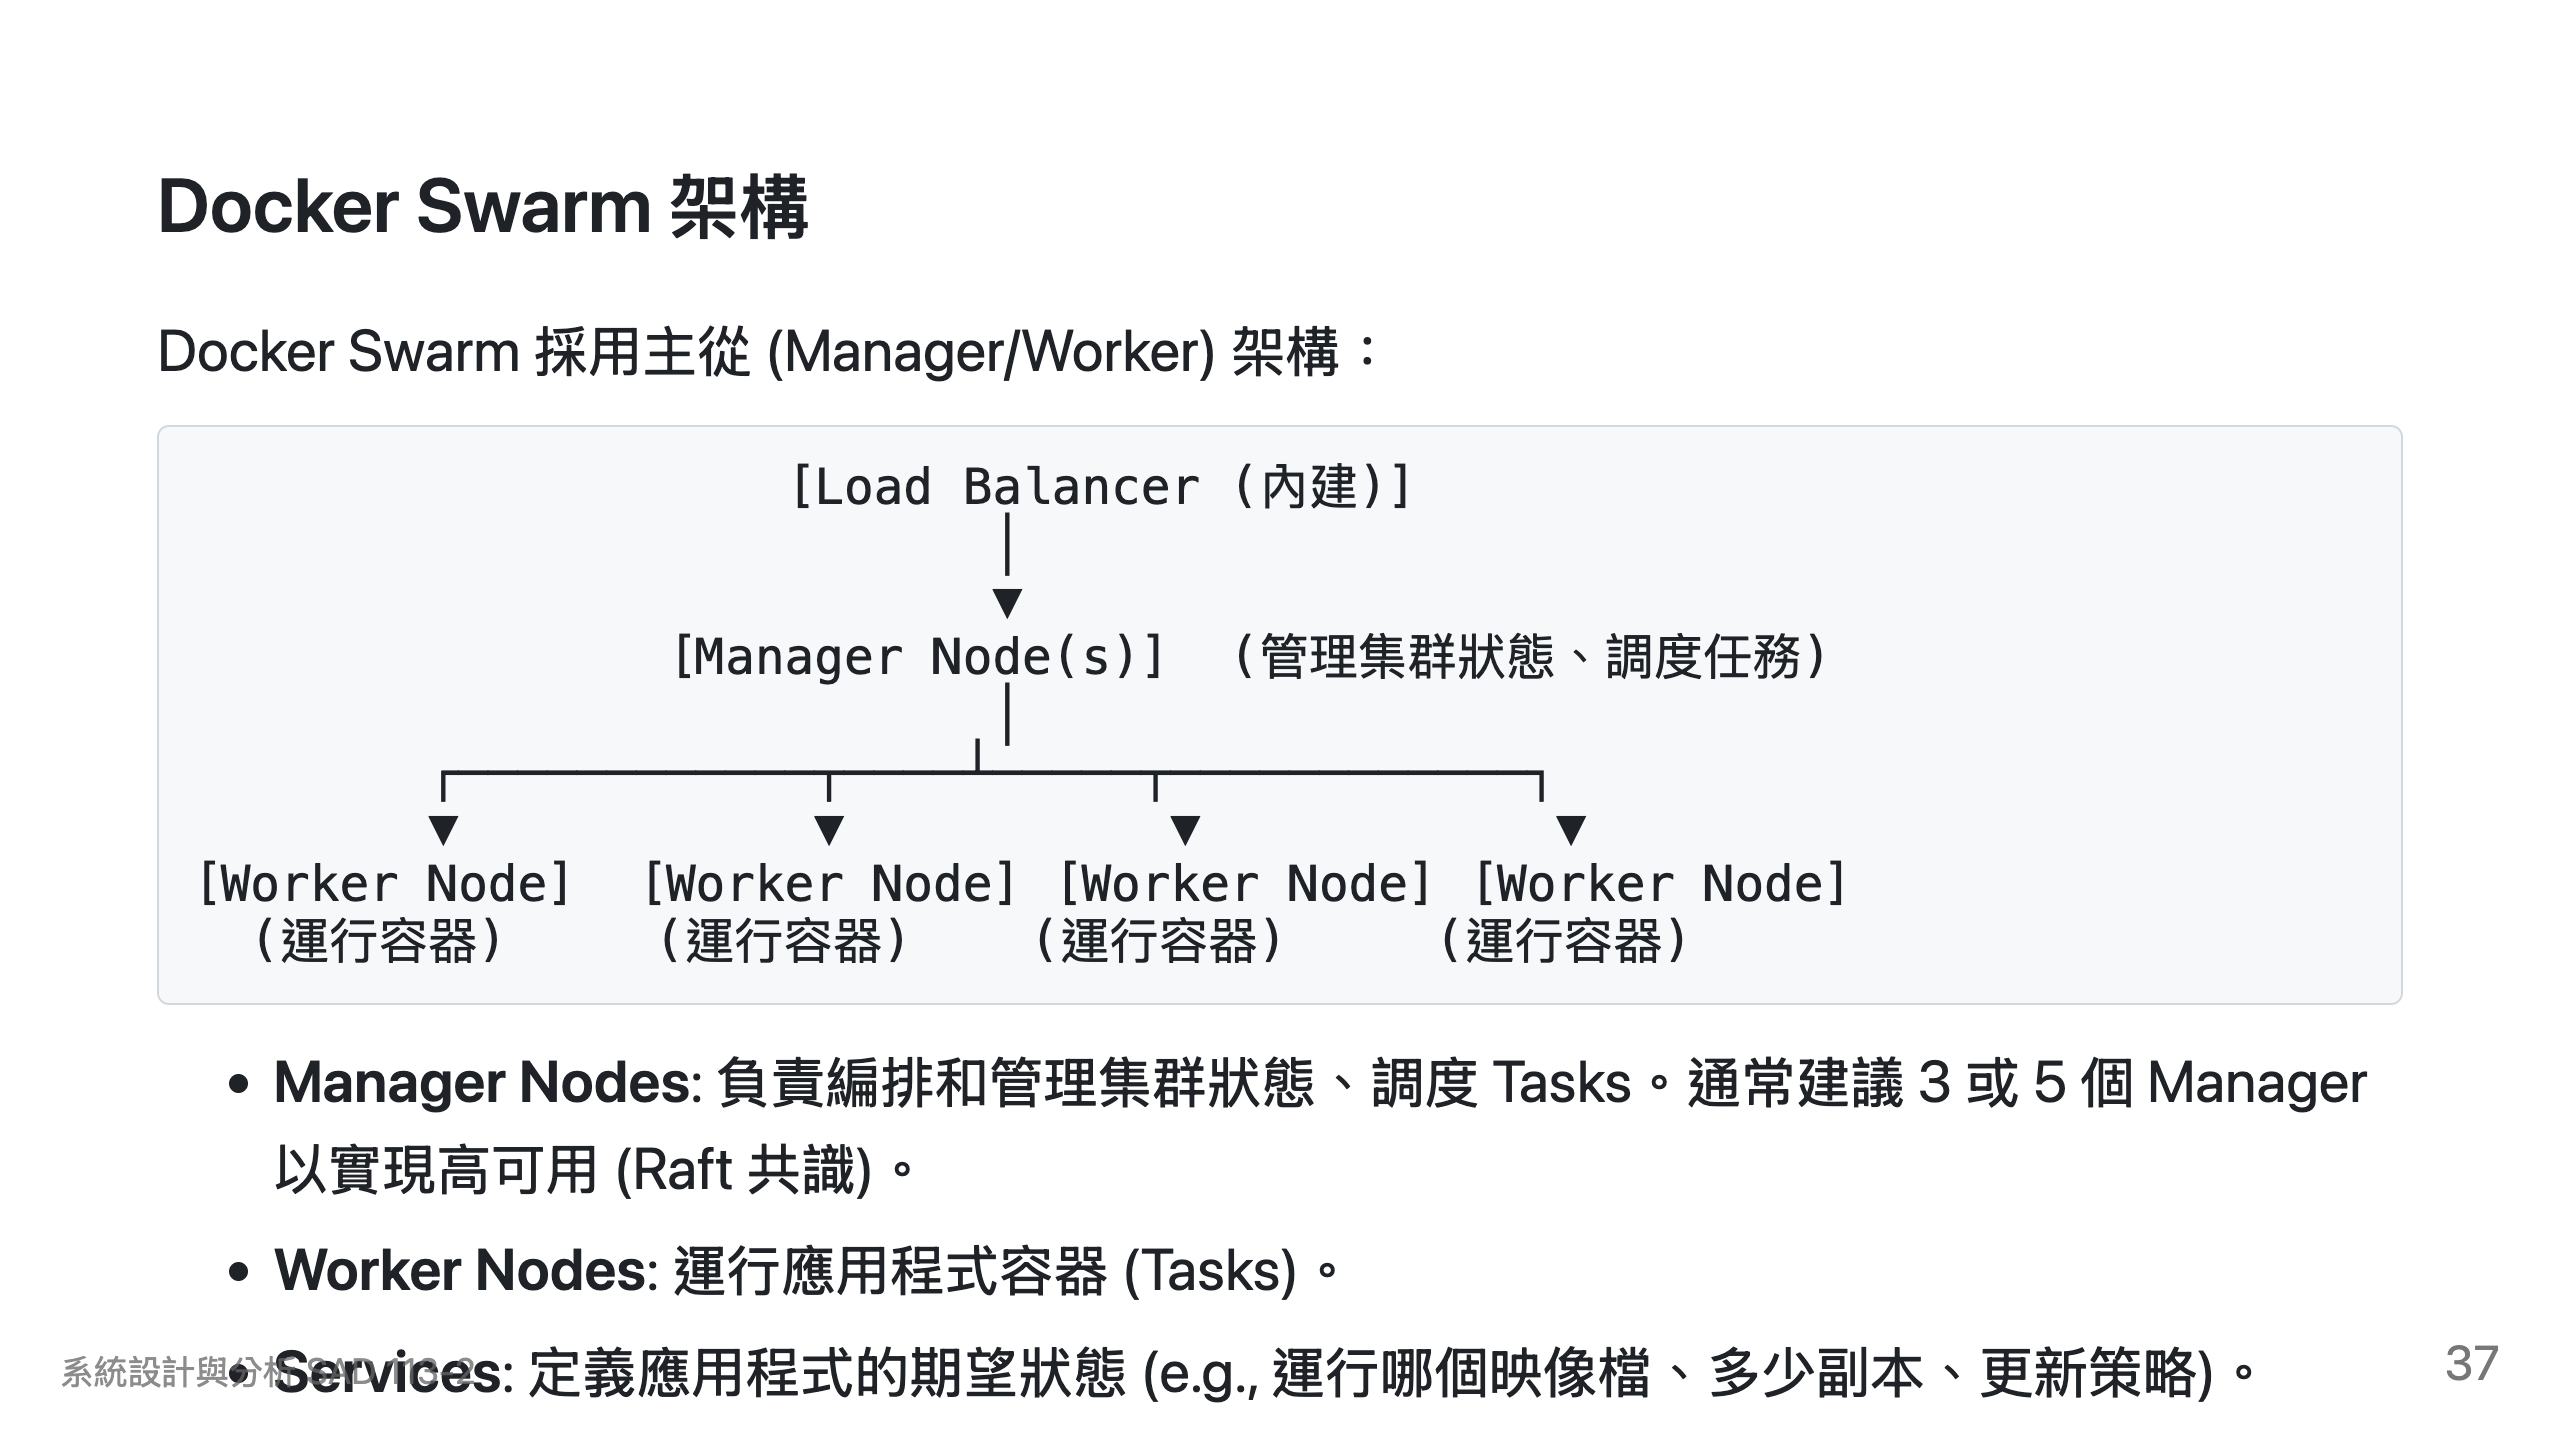 Docker Swarm 架構
Docker Swarm 採用主從 (Manager/Worker) 架構：
[Load Balancer (內建)]
[Manager Node(s)] (管理集群狀態、調度任務)
[Worker Node] [Worker Node] [Worker Node] [Worker Node]
(運行容器) (運行容器) (運行容器) (運行容器)
• Manager Nodes: 負責編排和管理集群狀態、調度 Tasks。通常建議 3 或 5 個 Manager
以實現高可用 (Raft 共識)。
• Worker Nodes: 運行應用程式容器 (Tasks)。
• Services: 定義應用程式的期望狀態 (e.g., 運行哪個映像檔、多少副本、更新策略)。
系統設計與分析 SAD 113-2
37